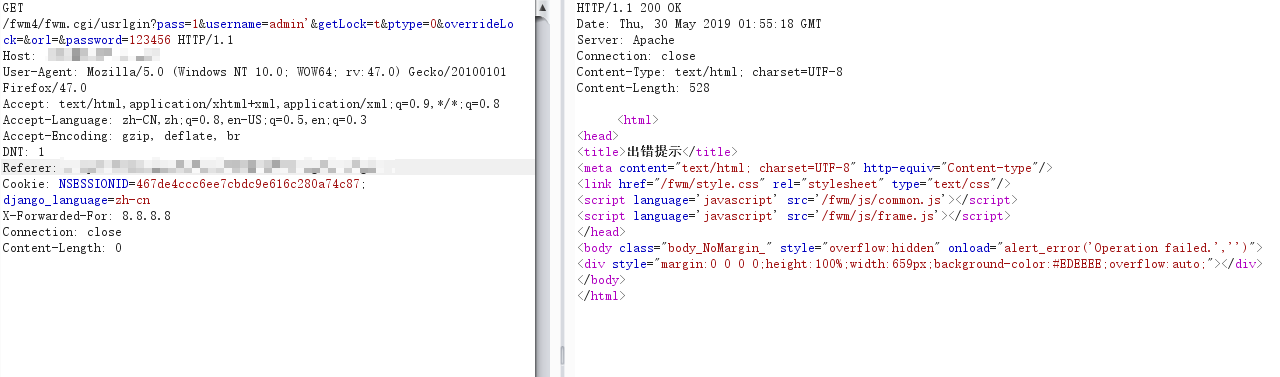 GET
/fwm4/fwm.cgi/usrlgin?pass=1&username=admin'&getLock=t&ptype=0&overrideLo
ck=&orl=&password=123456 HTTP/1.1
Host:
User-Agent: Mozilla/5.0 (Windows NT 10.0; WOW64; rv:47.0) Gecko/20100101
Firefox/47.0
Accept: text/html,application/xhtml+xml,application/xml;q=0.9,*/*;q=0.8
Accept-Language: zh-CN,zh;q=0.8,en-US;q=0.5,en;q=0.3
Accept-Encoding: gzip, deflate, br
DNT: 1
Referer:
Cookie: NSESSIONID=467de4ccc6ee7cbdc9e616c280a74c87;
django_language=zh-cn
X-Forwarded-For: 8.8.8.8
Connection: close
Content-Length: 0
HTTP/1.1 200 OK
Date: Thu, 30 May 2019 01:55:18 GMT
Server: Apache
Connection: close
Content-Type: text/html; charset=UTF-8
Content-Length: 528
<html>
<head>
<title>出错提示</title>
<meta content="text/html; charset=UTF-8" http-equiv="Content-type"/>
<link href="/fwm/style.css" rel="stylesheet" type="text/css"/>
<script language='javascript' src='/fwm/js/common.js'></script>
<script language='javascript' src='/fwm/js/frame.js'></script>
</head>
<body class="body_NoMargin_" style="overflow:hidden" onload="alert_error('Operation failed.','')">
<div style="margin:0 0 0 0;height:100%;width:659px;background-color:#EDEEEE;overflow:auto;"></div>
</body>
</html>